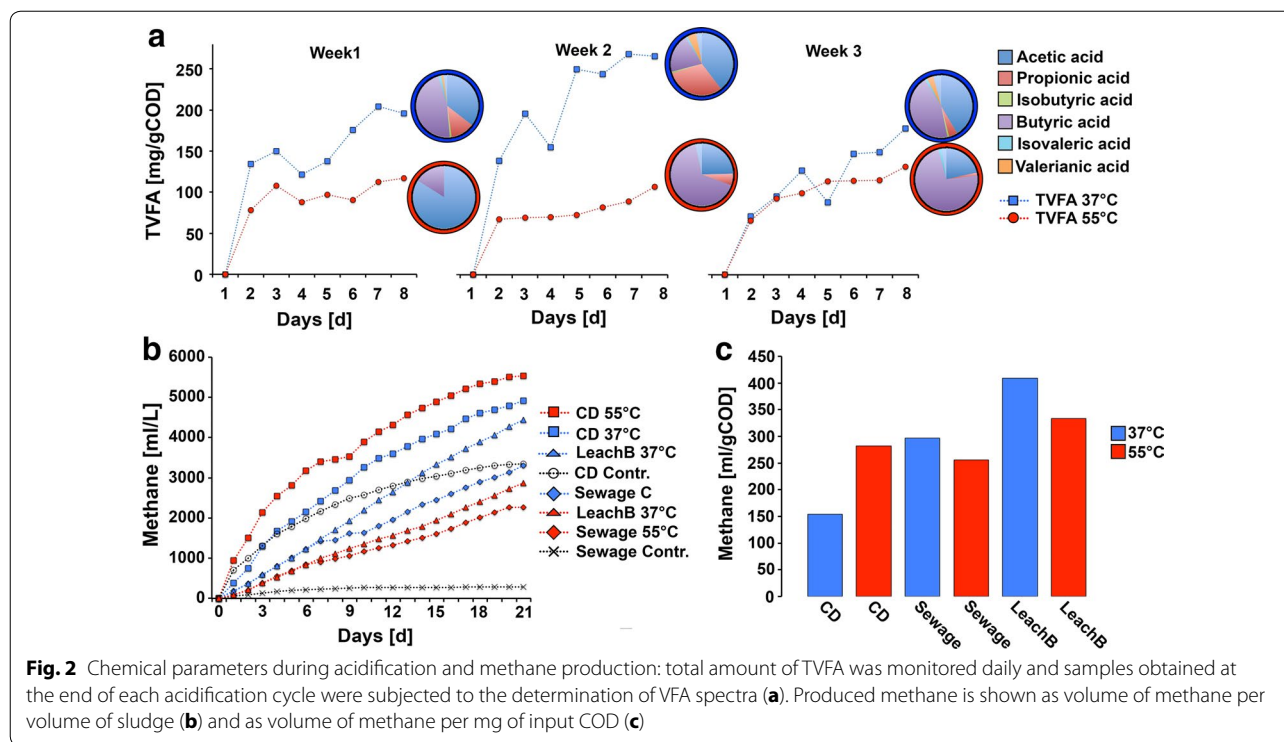 a
Week1
Week 2
Week 3
TVFA [mg/gCOD]
250
200
150
100
50
0
1 2 3 4 5 6 7 8
1 2 3 4 5 6 7 8
1 2 3 4 5 6 7 8
Days [d]
Days [d]
Days [d]
Acetic acid
Propionic acid
Isobutyric acid
Butyric acid
Isovaleric acid
Valerianic acid
TVFA 37°C
TVFA 55°C
b
Methane [ml/L]
6000
5000
4000
3000
2000
1000
0
0 3 6 9 12 15 18 21
Days [d]
CD 55°C
CD 37°C
LeachB 37°C
CD Contr.
Sewage C
LeachB 37°C
Sewage 55°C
Sewage Contr.
c
Methane [ml/gCOD]
450
400
350
300
250
200
150
100
50
0
CD
CD
Sewage
Sewage
LeachB
LeachB
37°C
55°C
Fig. 2 Chemical parameters during acidification and methane production: total amount of TVFA was monitored daily and samples obtained at
the end of each acidification cycle were subjected to the determination of VFA spectra (a). Produced methane is shown as volume of methane per
volume of sludge (b) and as volume of methane per mg of input COD (c)